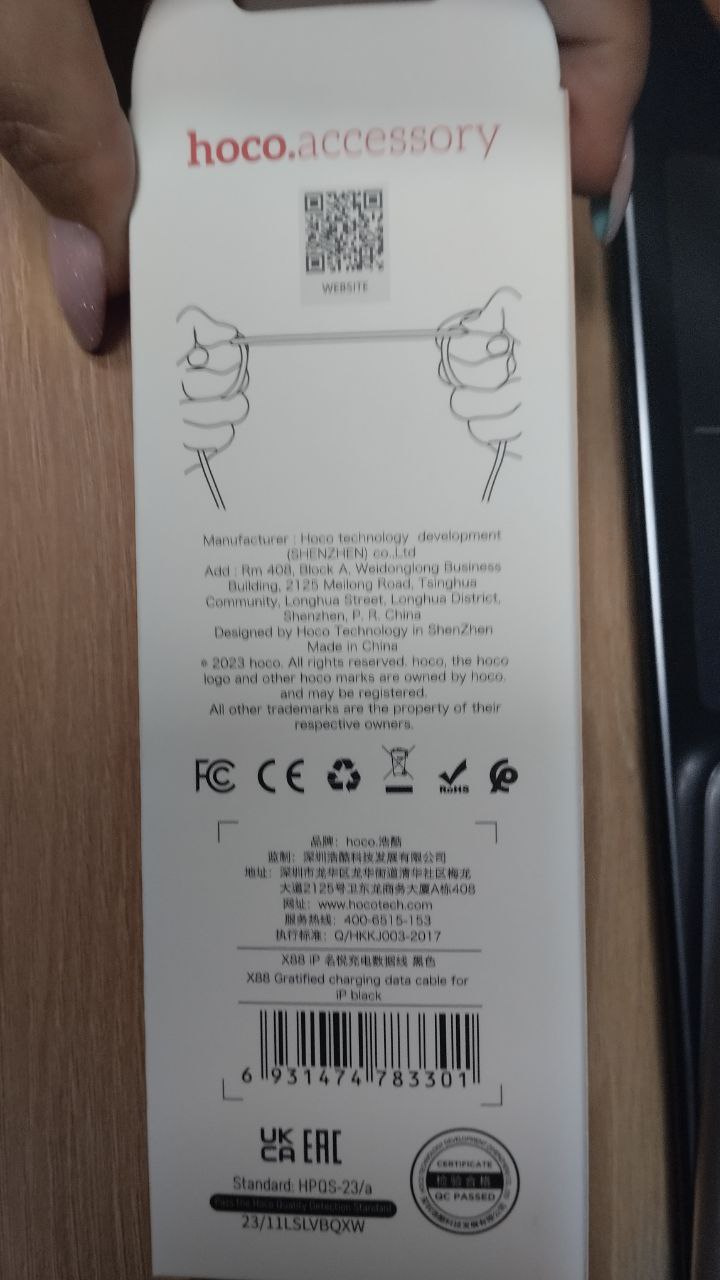 hoco.accessory
WEBSITE
Manufacturer : Hoco technology development
(SHENZHEN) co.,Ltd
Add : Rm 408, Block A, Weidonglong Business
Building, 2125 Meilong Road, Tsinghua
Community, Longhua Street, Longhua District,
Shenzhen, P. R. China
Designed by Hoco Technology in ShenZhen
Made in China
© 2023 hoco. All rights reserved. hoco, the hoco
logo and other hoco marks are owned by hoco.
and may be registered.
All other trademarks are the property of their
respective owners.
FC CE RoHS
品牌：hoco.浩酷
监制：深圳浩酷科技发展有限公司
地址：深圳市龙华区龙华街道清华社区梅龙
大道2125号卫东龙商务大厦A栋408
网址：www.hocotech.com
服务热线：400-6515-153
执行标准：Q/HKKJ003-2017
X88 iP 名悦充电数据线 黑色
X88 Gratified charging data cable for
iP black
6 931474 783301
UK
CA EAC
Standard: HPQS-23/a
Pass the Hoco Quality Detection Standard
23/11LSLVBQXW
CERTIFICATE
检验合格
QC PASSED